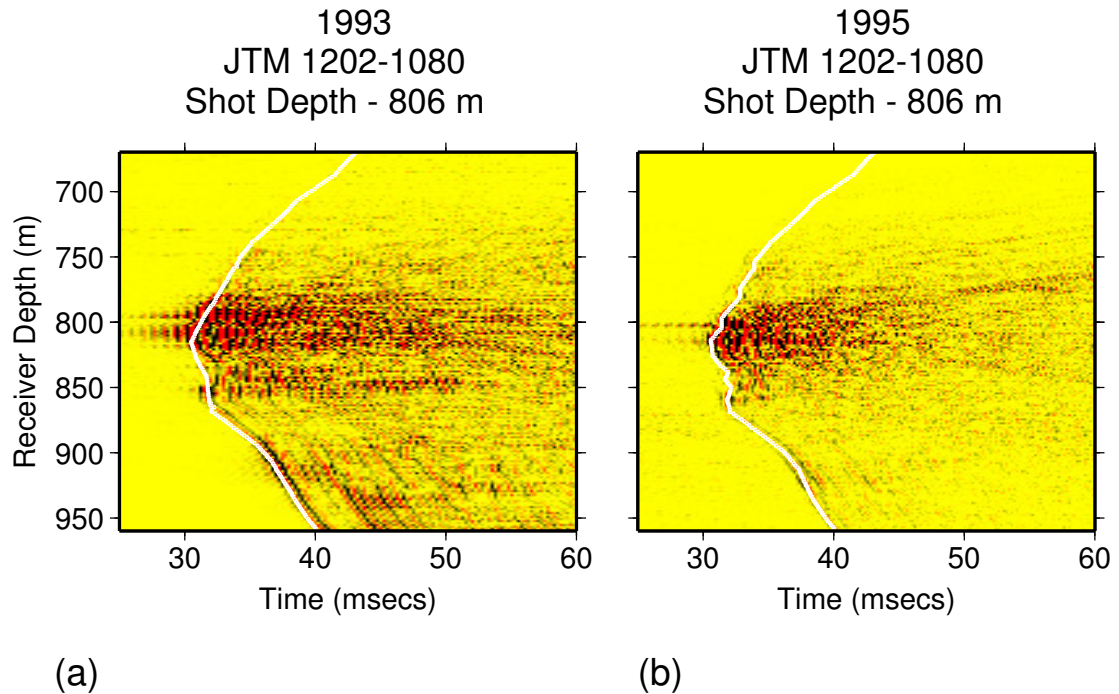 1993
JTM 1202-1080
Shot Depth - 806 m
1995
JTM 1202-1080
Shot Depth - 806 m
Receiver Depth (m)
700
750
800
850
900
950
30 40 50 60
Time (msecs)
30 40 50 60
Time (msecs)
(a)
(b)